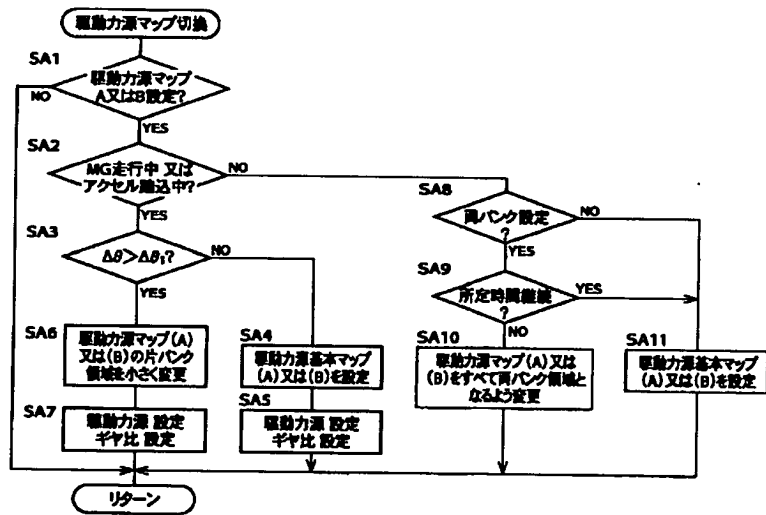 駆動力源マップ切換
SA1
駆動力源マップ
A又はB設定?
NO
YES
SA2
MG走行中 又は
アクセル踏込中?
NO
YES
SA3
Δθ>Δθ₁?
NO
YES
SA6
駆動力源マップ(A)
又は(B)の片バンク
領域を小さく変更
SA7
駆動力源 設定
ギヤ比 設定
SA4
駆動力源基本マップ
(A)又は(B)を設定
SA5
駆動力源 設定
ギヤ比 設定
SA8
両バンク設定
?
NO
YES
SA9
所定時間継続
?
YES
NO
SA10
駆動力源マップ(A)又は
(B)をすべて両バンク領域と
なるよう変更
SA11
駆動力源基本マップ
(A)又は(B)を設定
リターン